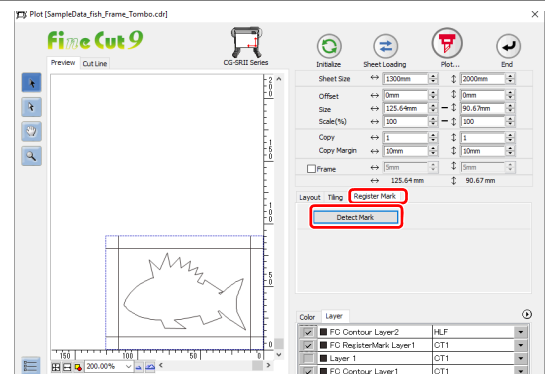 Plot [SampleData_fish_Frame_Tombo.cdr]
Fine Cut 9
CG-SRII Series
Initialize
Sheet Loading
Plot...
End
Preview
Cut Line
Sheet Size 1300mm 2000mm
Offset 0mm 0mm
Size 125.64mm 90.67mm
Scale(%) 100 100
Copy 1 1
Copy Margin 10mm 10mm
Frame 5mm 5mm
125.64 mm 90.67 mm
Layout Tiling Register Mark
Detect Mark
200
150
100
50
0
150 100 50 0
200.00%
Color Layer
FC Contour Layer2 HLF
FC RegisterMark Layer1 CT1
Layer 1 CT1
FC Contour Layer1 CT1